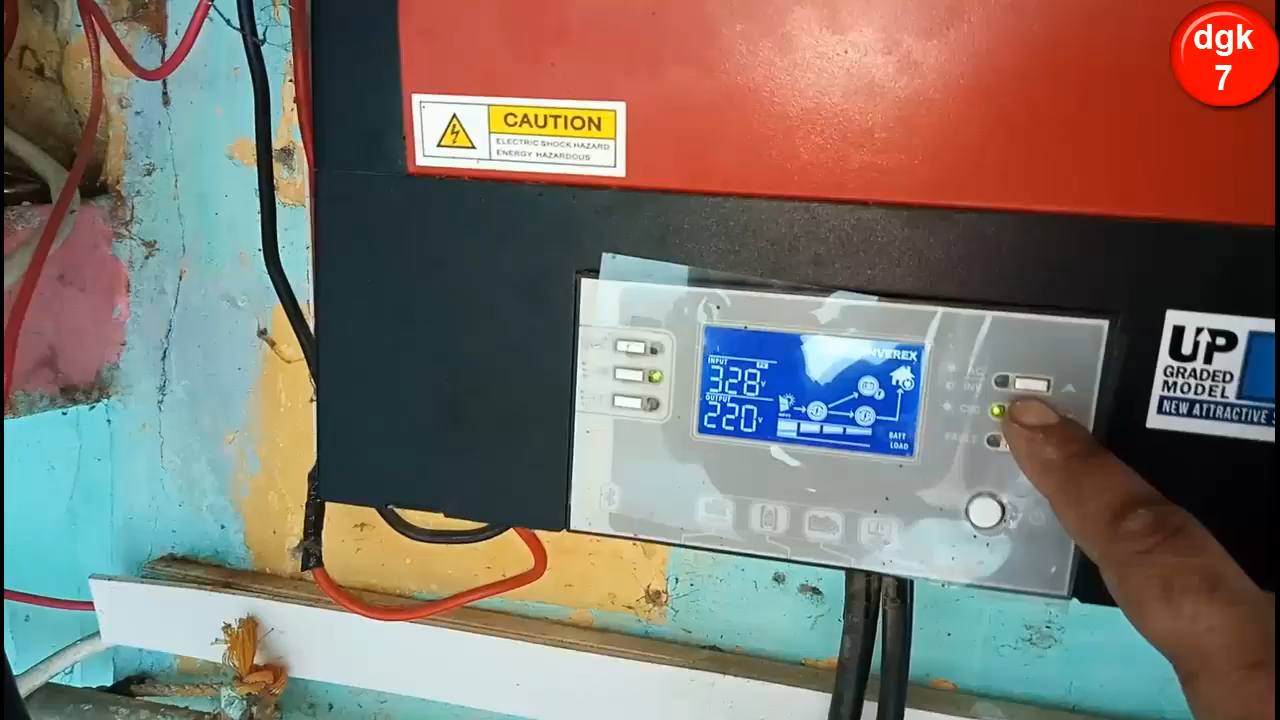 dgk
7
CAUTION
ELECTRIC SHOCK HAZARD
ENERGY HAZARDOUS
UP
GRADED
MODEL
NEW ATTRACTIVE
INVEREX
INPUT
328V
OUTPUT
220V
BATT
LOAD
AC
INV
FAULT